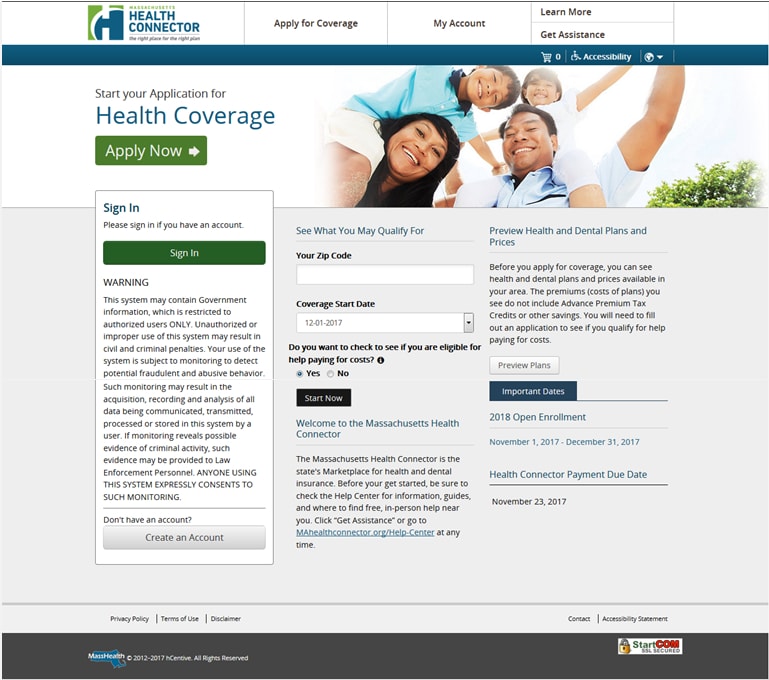 MASSACHUSETTS
HEALTH
CONNECTOR
the right place for the right plan
Apply for Coverage
My Account
Learn More
Get Assistance
0
Accessibility
Start your Application for
Health Coverage
Apply Now
Sign In
Please sign in if you have an account.
Sign In
WARNING
This system may contain Government
information, which is restricted to
authorized users ONLY. Unauthorized or
improper use of this system may result in
civil and criminal penalties. Your use of the
system is subject to monitoring to detect
potential fraudulent and abusive behavior.
Such monitoring may result in the
acquisition, recording and analysis of all
data being communicated, transmitted,
processed or stored in this system by a
user. If monitoring reveals possible
evidence of criminal activity, such
evidence may be provided to Law
Enforcement Personnel. ANYONE USING
THIS SYSTEM EXPRESSLY CONSENTS TO
SUCH MONITORING.
Don't have an account?
Create an Account
See What You May Qualify For
Your Zip Code
Coverage Start Date
12-01-2017
Do you want to check to see if you are eligible for
help paying for costs?
Yes No
Start Now
Welcome to the Massachusetts Health
Connector
The Massachusetts Health Connector is the
state's Marketplace for health and dental
insurance. Before your get started, be sure to
check the Help Center for information, guides,
and where to find free, in-person help near
you. Click "Get Assistance" or go to
MAhealthconnector.org/Help-Center at any
time.
Preview Health and Dental Plans and
Prices
Before you apply for coverage, you can see
health and dental plans and prices available in
your area. The premiums (costs of plans) you
see do not include Advance Premium Tax
Credits or other savings. You will need to fill
out an application to see if you qualify for help
paying for costs.
Preview Plans
Important Dates
2018 Open Enrollment
November 1, 2017 - December 31, 2017
Health Connector Payment Due Date
November 23, 2017
Privacy Policy
Terms of Use
Disclaimer
Contact
Accessibility Statement
MassHealth
© 2012-2017 hCentive. All Rights Reserved
StartCOM
SSL SECURED